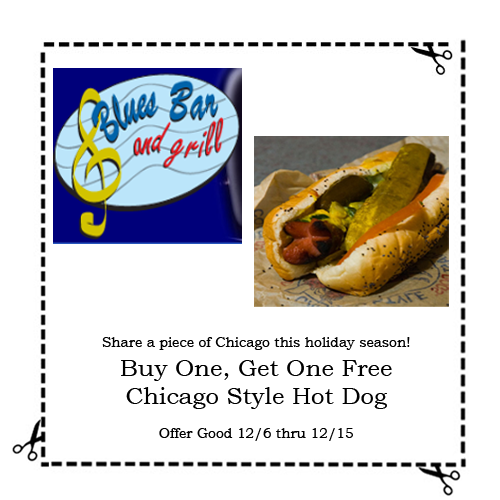 Blues Bar
and grill
Share a piece of Chicago this holiday season!
Buy One, Get One Free
Chicago Style Hot Dog
Offer Good 12/6 thru 12/15